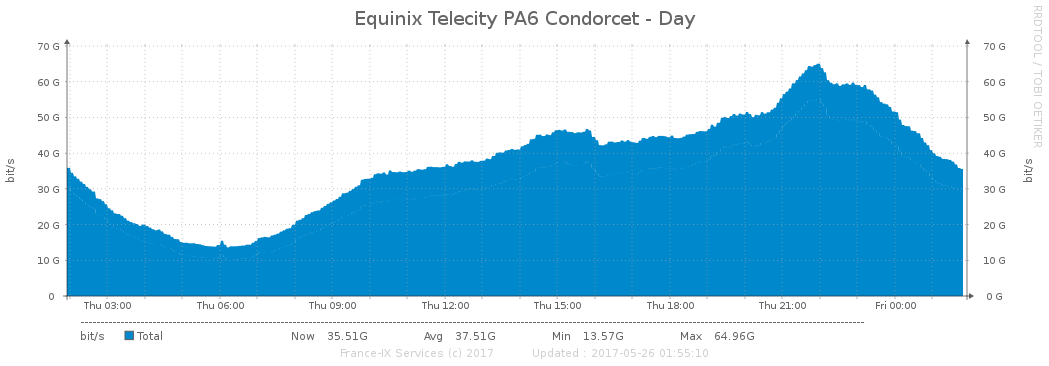 Equinix Telecity PA6 Condorcet - Day
RRDTOOL / TOBI OETIKER
70 G 70 G
60 G 60 G
50 G 50 G
40 G 40 G
30 G 30 G
20 G 20 G
10 G 10 G
0 0 G
bit/s bit/s
Thu 03:00 Thu 06:00 Thu 09:00 Thu 12:00 Thu 15:00 Thu 18:00 Thu 21:00 Fri 00:00
bit/s Total Now 35.51G Avg 37.51G Min 13.57G Max 64.96G
France-IX Services (c) 2017 Updated : 2017-05-26 01:55:10